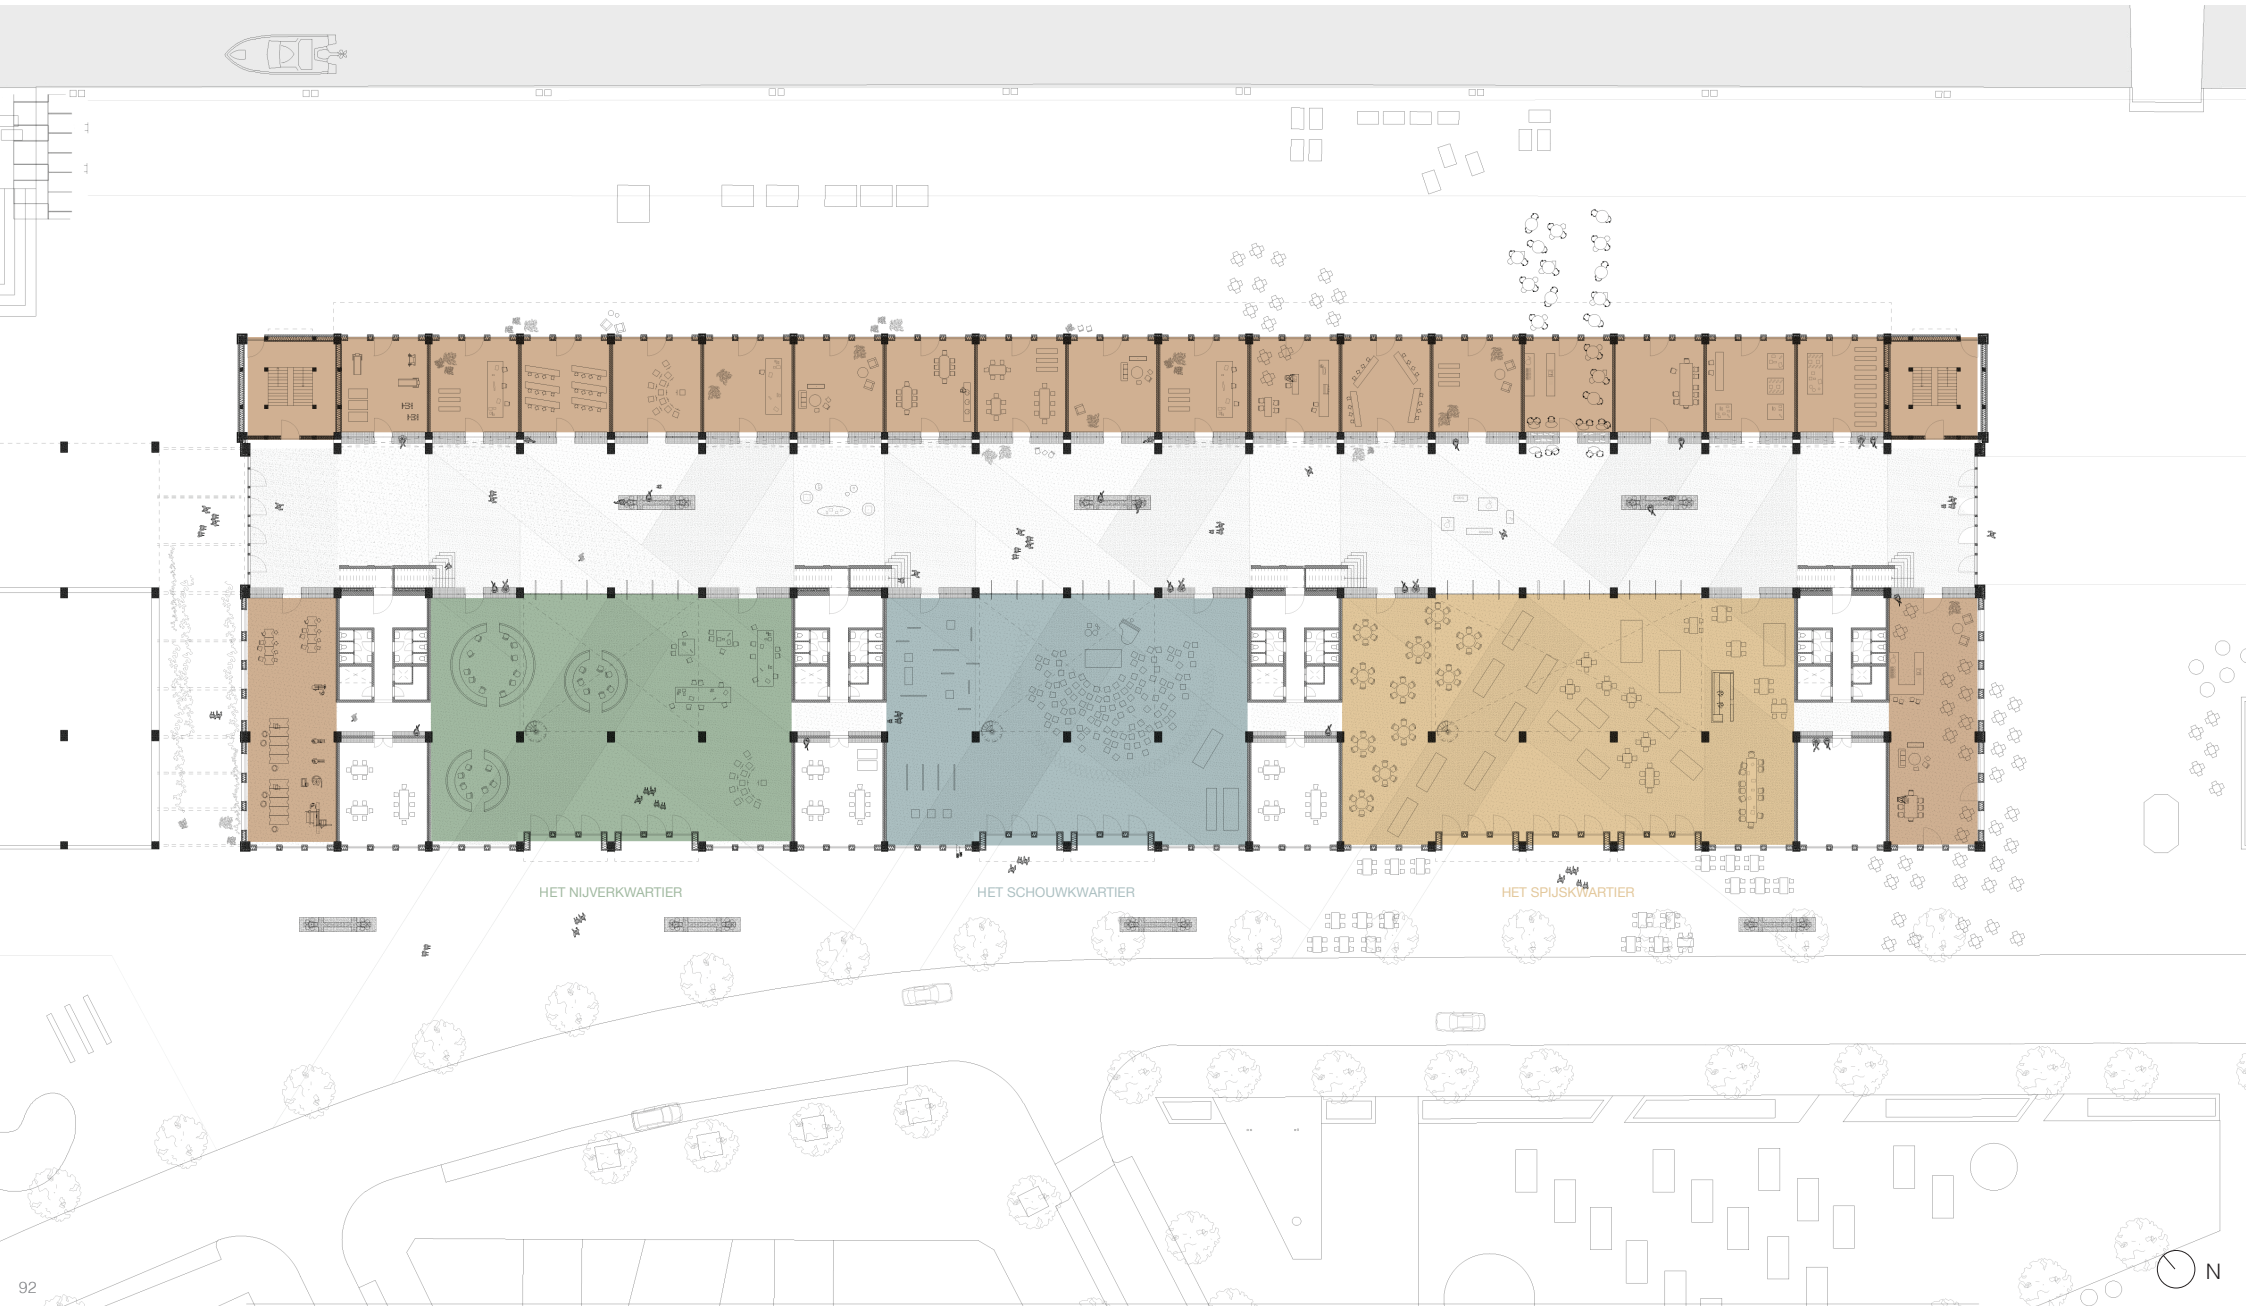 HET NIJVERKWARTIER
HET SCHOUWKWARTIER
HET SPIJSKWARTIER
92
N